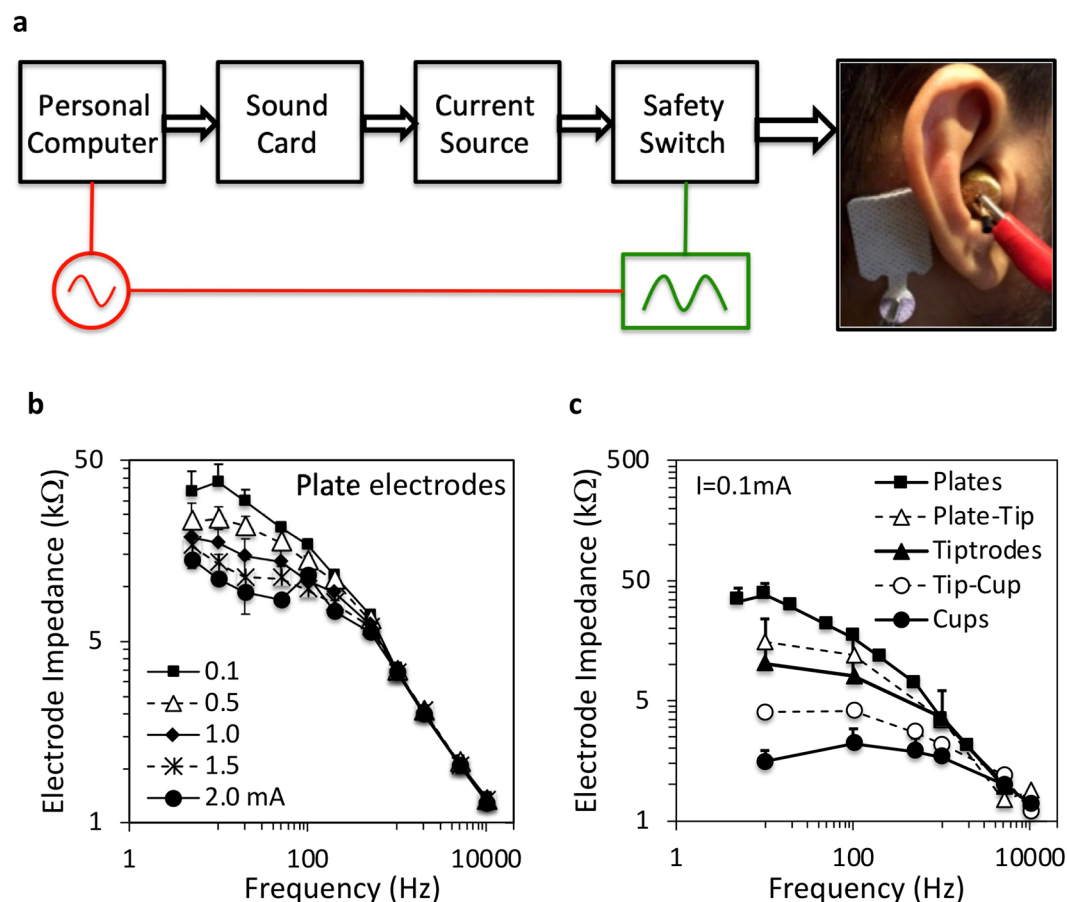 a
Personal
Computer
Sound
Card
Current
Source
Safety
Switch
b
Electrode Impedance (kΩ)
50
5
1
Plate electrodes
0.1
0.5
1.0
1.5
2.0 mA
1
100
10000
Frequency (Hz)
c
Electrode Impedance (kΩ)
500
50
5
1
I=0.1mA
Plates
Plate-Tip
Tiptrodes
Tip-Cup
Cups
1
100
10000
Frequency (Hz)